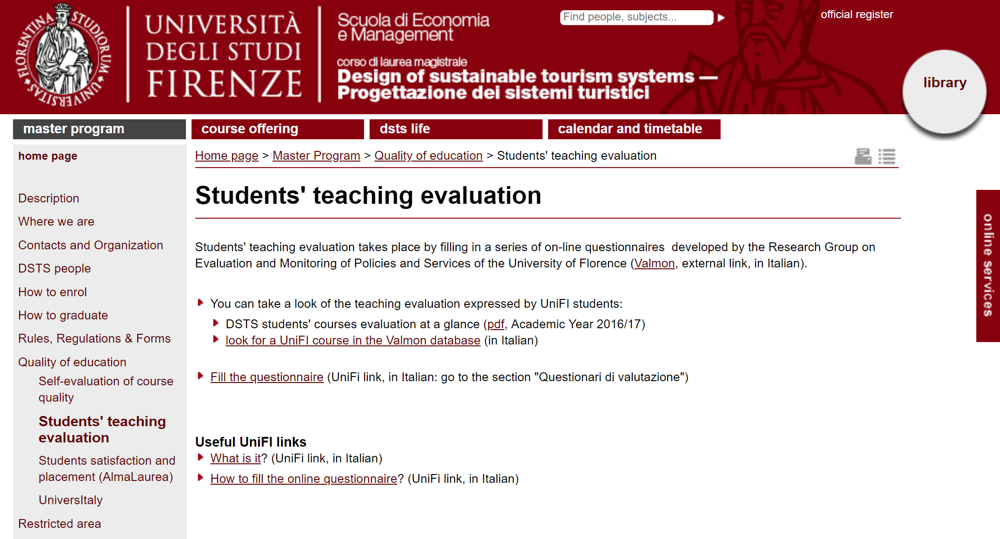 FLORENTINA STUDIORUM UNIVERSITAS
UNIVERSITÀ
DEGLI STUDI
FIRENZE
Scuola di Economia
e Management
corso di laurea magistrale
Design of sustainable tourism systems —
Progettazione dei sistemi turistici
Find people, subjects...
official register
library
master program
course offering
dsts life
calendar and timetable
home page
Description
Where we are
Contacts and Organization
DSTS people
How to enrol
How to graduate
Rules, Regulations & Forms
Quality of education
Self-evaluation of course
quality
Students' teaching
evaluation
Students satisfaction and
placement (AlmaLaurea)
UniversItaly
Restricted area
Home page > Master Program > Quality of education > Students' teaching evaluation
Students' teaching evaluation
Students' teaching evaluation takes place by filling in a series of on-line questionnaires  developed by the Research Group on
Evaluation and Monitoring of Policies and Services of the University of Florence (Valmon, external link, in Italian).
You can take a look of the teaching evaluation expressed by UniFI students:
DSTS students' courses evaluation at a glance (pdf, Academic Year 2016/17)
look for a UniFI course in the Valmon database (in Italian)
Fill the questionnaire (UniFi link, in Italian: go to the section "Questionari di valutazione")
Useful UniFI links
What is it? (UniFi link, in Italian)
How to fill the online questionnaire? (UniFi link, in Italian)
online services